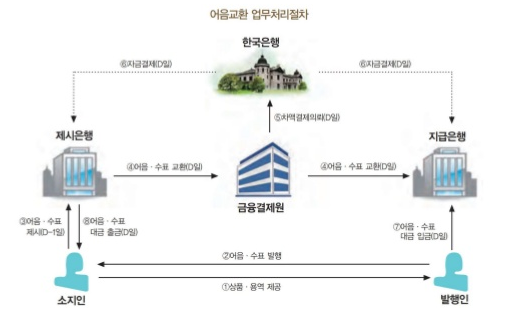 어음교환 업무처리절차
한국은행
⑥자금결제(D일)
⑥자금결제(D일)
⑤차액결제의뢰(D일)
제시은행
지급은행
④어음 · 수표 교환(D일)
④어음 · 수표 교환(D일)
금융결제원
③어음 · 수표
제시(D-1일)
⑧어음 · 수표
대금 출금(D일)
⑦어음 · 수표
대금 입금(D일)
②어음 · 수표 발행
①상품 · 용역 제공
소지인
발행인